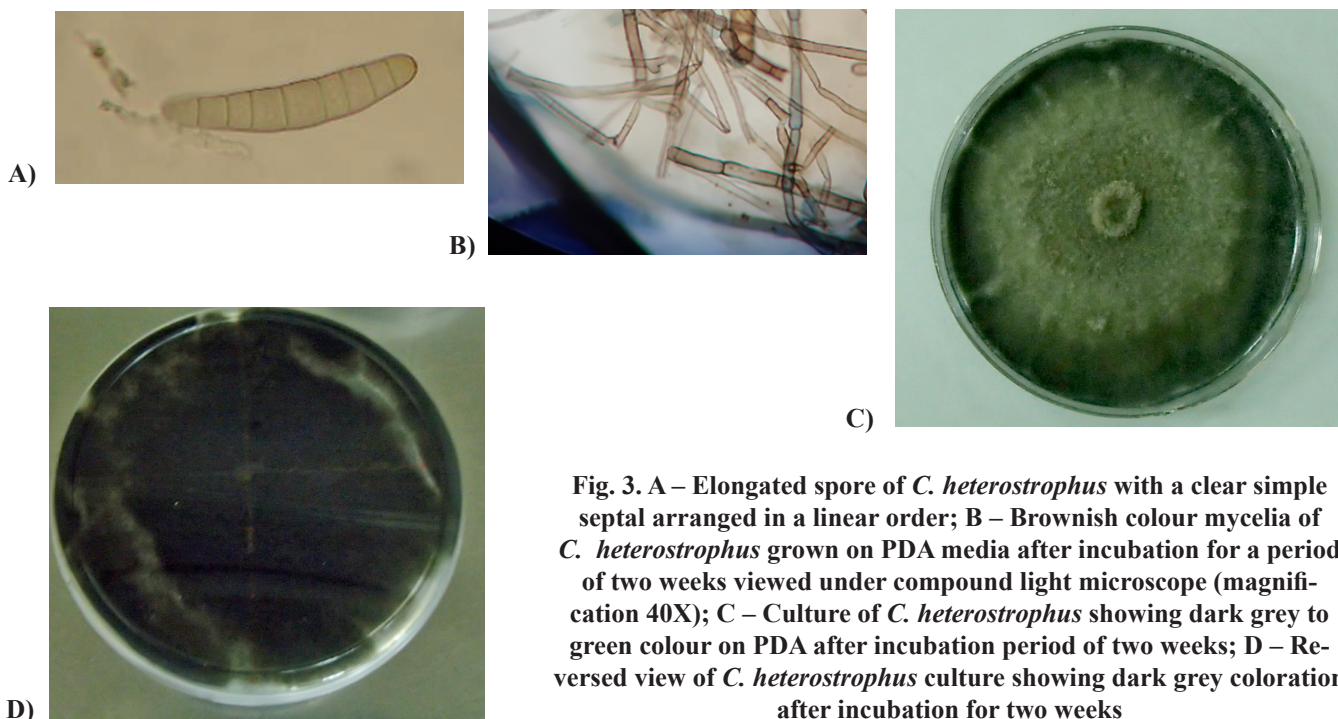 A)
B)
C)
D)
Fig. 3. A – Elongated spore of C. heterostrophus with a clear simple
septal arranged in a linear order; B – Brownish colour mycelia of
C. heterostrophus grown on PDA media after incubation for a period
of two weeks viewed under compound light microscope (magnifi-
cation 40X); C – Culture of C. heterostrophus showing dark grey to
green colour on PDA after incubation period of two weeks; D – Re-
versed view of C. heterostrophus culture showing dark grey coloration
after incubation for two weeks